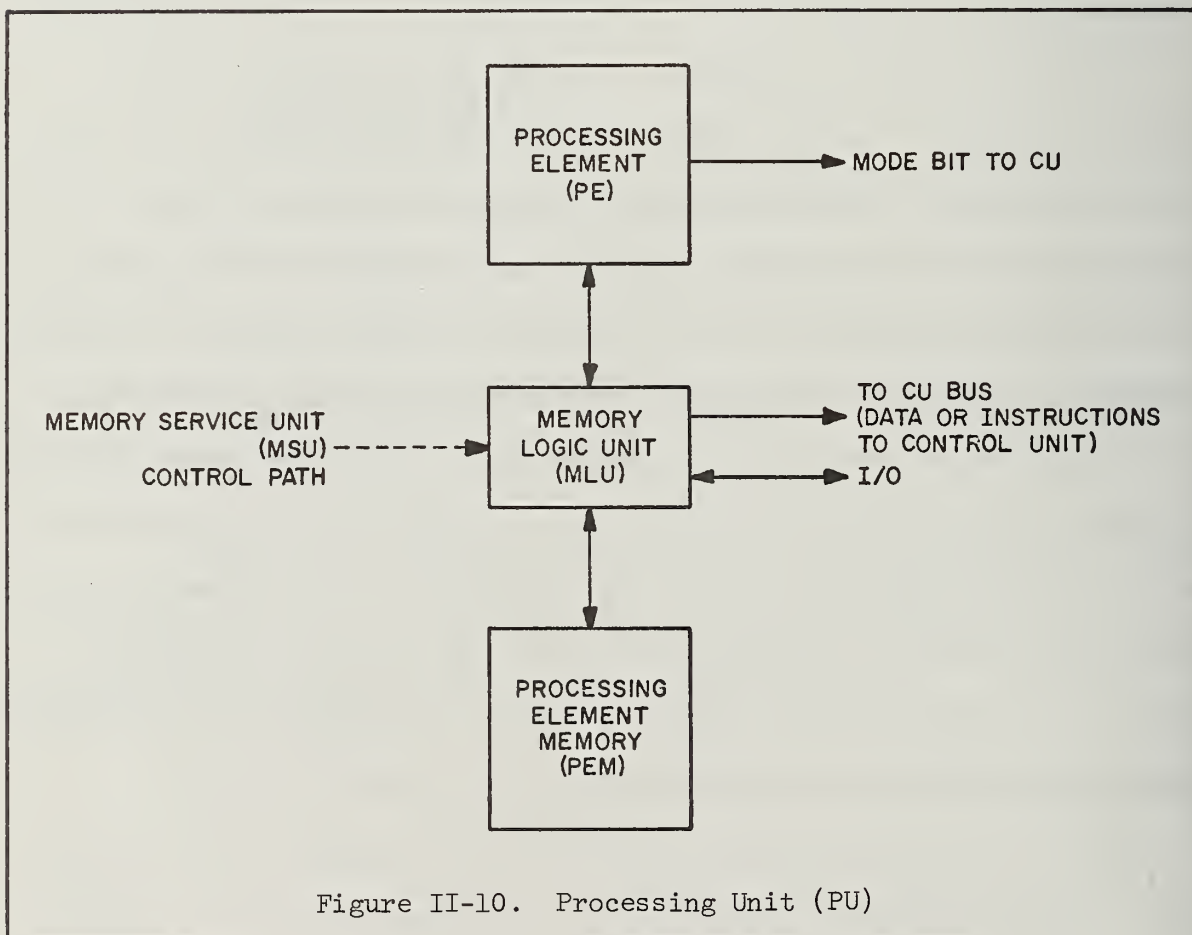 PROCESSING
ELEMENT
(PE)
MODE BIT TO CU
MEMORY SERVICE UNIT
(MSU)
CONTROL PATH
MEMORY
LOGIC UNIT
(MLU)
TO CU BUS
(DATA OR INSTRUCTIONS
TO CONTROL UNIT)
I/O
PROCESSING
ELEMENT
MEMORY
(PEM)
Figure II-10. Processing Unit (PU)